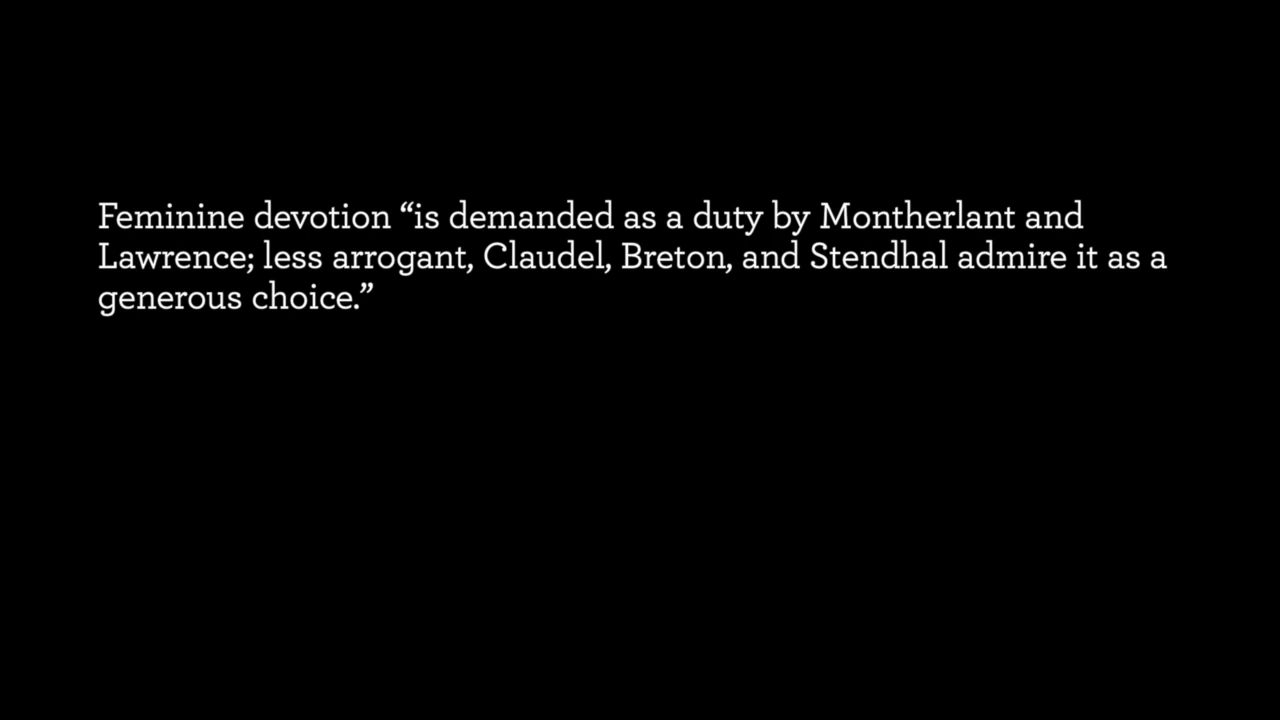 Feminine devotion “is demanded as a duty by Montherlant and
Lawrence; less arrogant, Claudel, Breton, and Stendhal admire it as a
generous choice.”